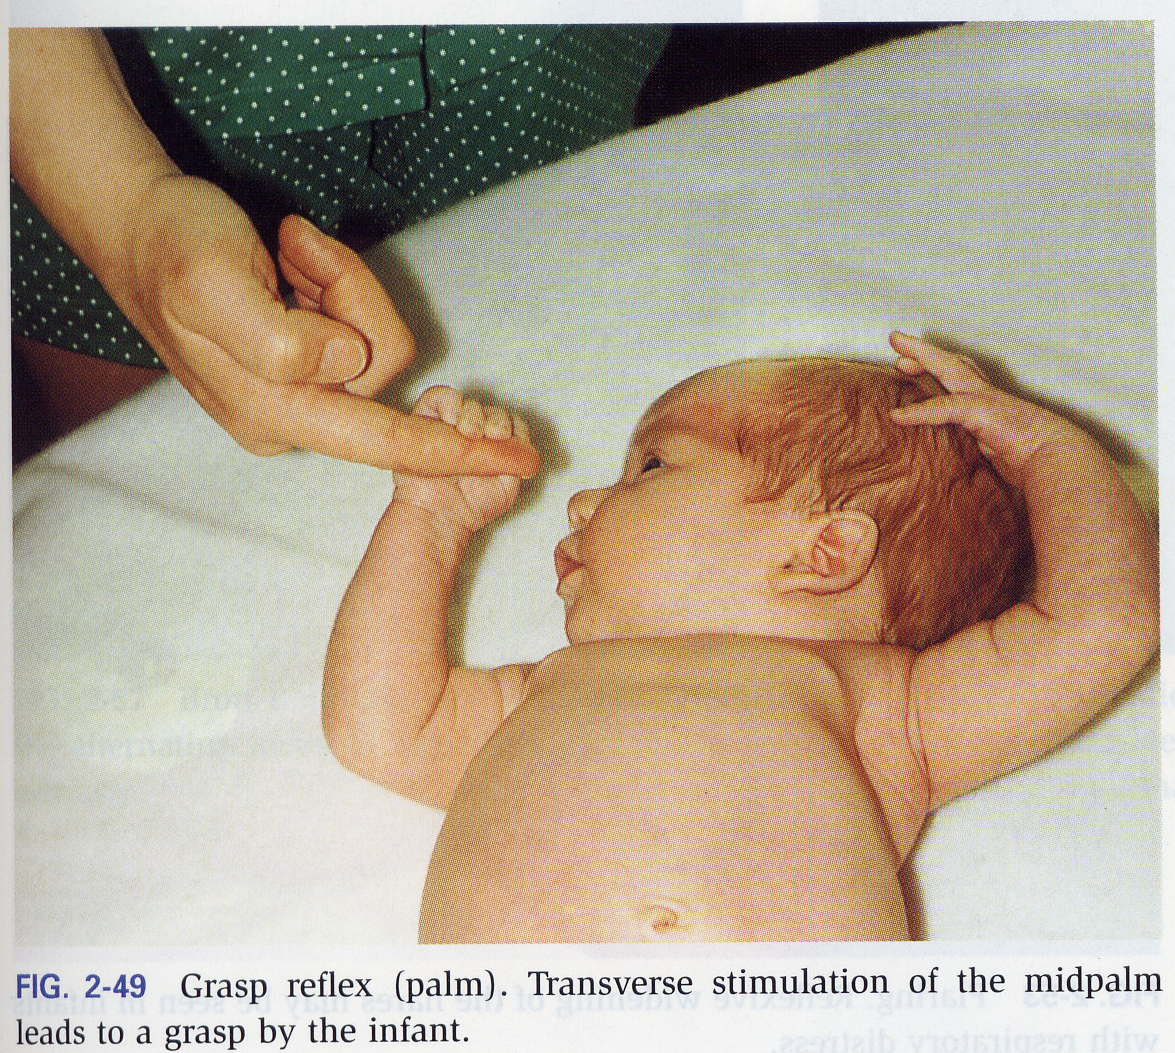 FIG. 2-49 Grasp reflex (palm). Transverse stimulation of the midpalm
leads to a grasp by the infant.